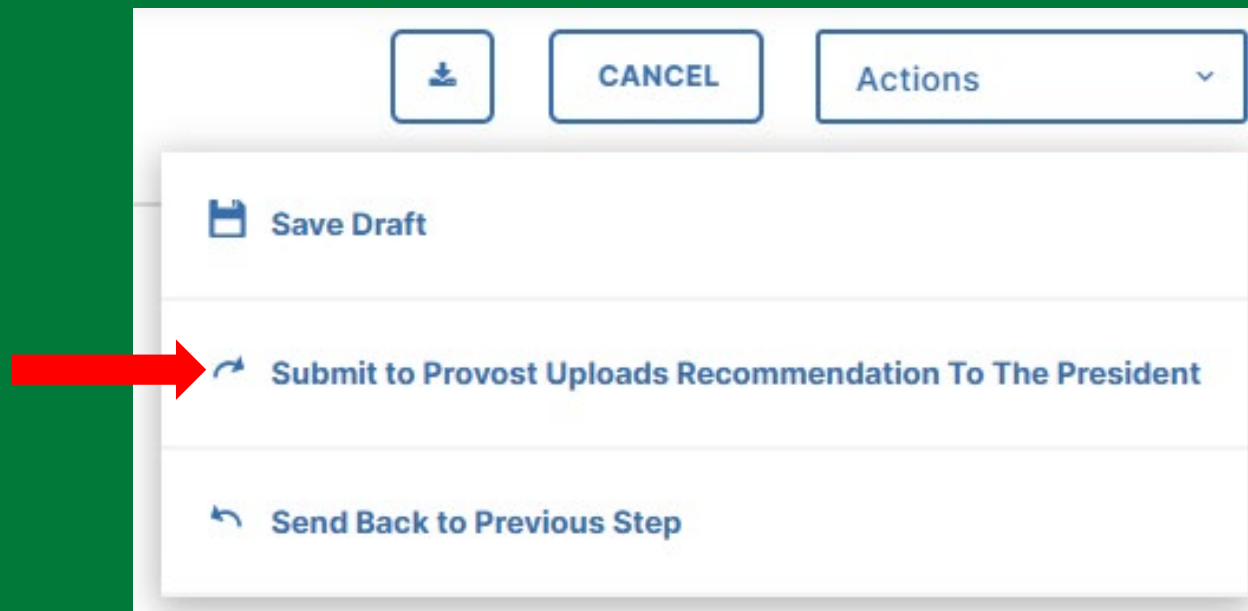 CANCEL
Actions
Save Draft
Submit to Provost Uploads Recommendation To The President
Send Back to Previous Step